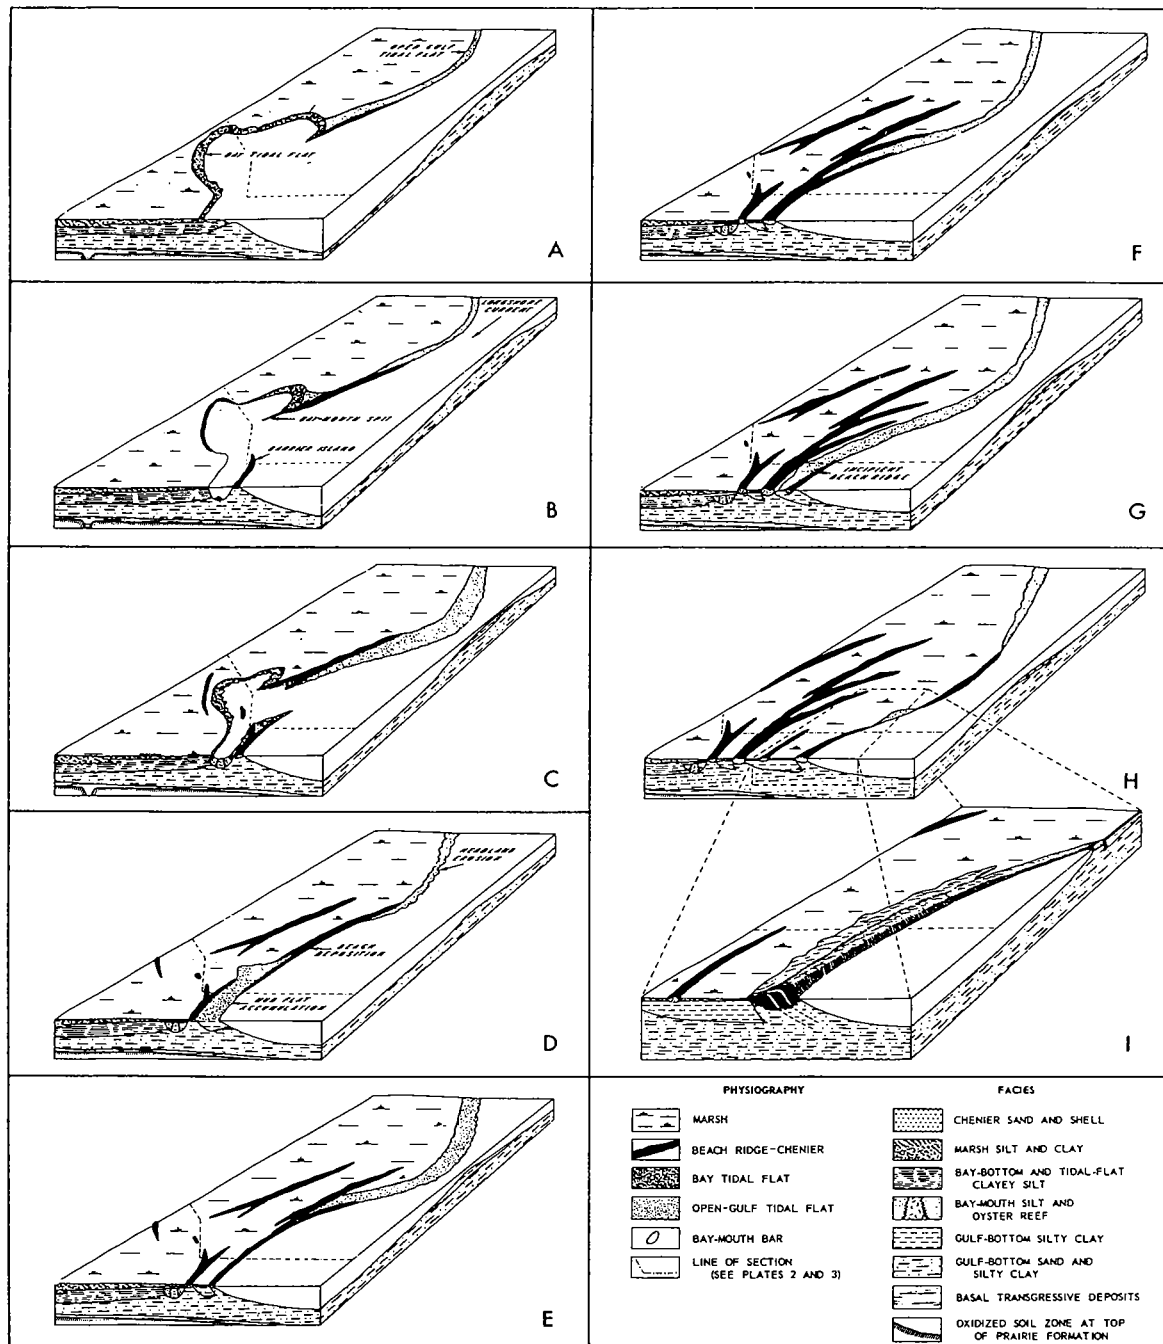 OPEN GULF
TIDAL FLAT
BAY TIDAL FLAT
A
LONGSHORE
CURRENT
BAY-MOUTH SPIT
BARRIER ISLAND
B
C
HEADLAND
EROSION
BEACH
DEPOSITION
MUD FLAT
ACCUMULATION
D
E
F
INCIPIENT
BEACH RIDGE
G
H
I
PHYSIOGRAPHY
MARSH
BEACH RIDGE-CHENIER
BAY TIDAL FLAT
OPEN-GULF TIDAL FLAT
BAY-MOUTH BAR
LINE OF SECTION
(SEE PLATES 2 AND 3)
FACIES
CHENIER SAND AND SHELL
MARSH SILT AND CLAY
BAY-BOTTOM AND TIDAL-FLAT
CLAYEY SILT
BAY-MOUTH SILT AND
OYSTER REEF
GULF-BOTTOM SILTY CLAY
GULF-BOTTOM SAND AND
SILTY CLAY
BASAL TRANSGRESSIVE DEPOSITS
OXIDIZED SOIL ZONE AT TOP
OF PRAIRIE FORMATION